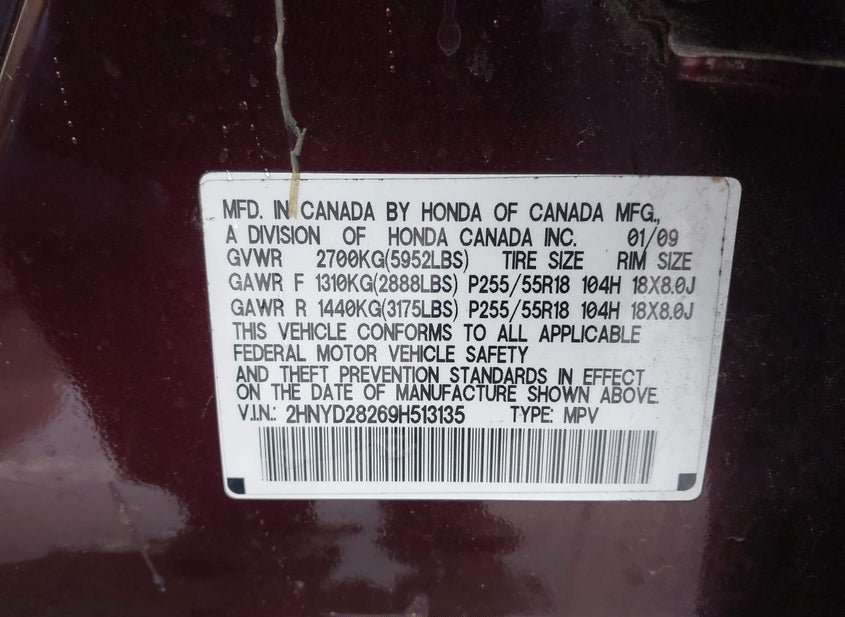 MFD. IN CANADA BY HONDA OF CANADA MFG.,
A DIVISION OF HONDA CANADA INC. 01/09
GVWR 2700KG(5952LBS) TIRE SIZE RIM SIZE
GAWR F 1310KG(2888LBS) P255/55R18 104H 18X8.0J
GAWR R 1440KG(3175LBS) P255/55R18 104H 18X8.0J
THIS VEHICLE CONFORMS TO ALL APPLICABLE
FEDERAL MOTOR VEHICLE SAFETY
AND THEFT PREVENTION STANDARDS IN EFFECT
ON THE DATE OF MANUFACTURE SHOWN ABOVE.
V.I.N.: 2HNYD28269H513135 TYPE: MPV